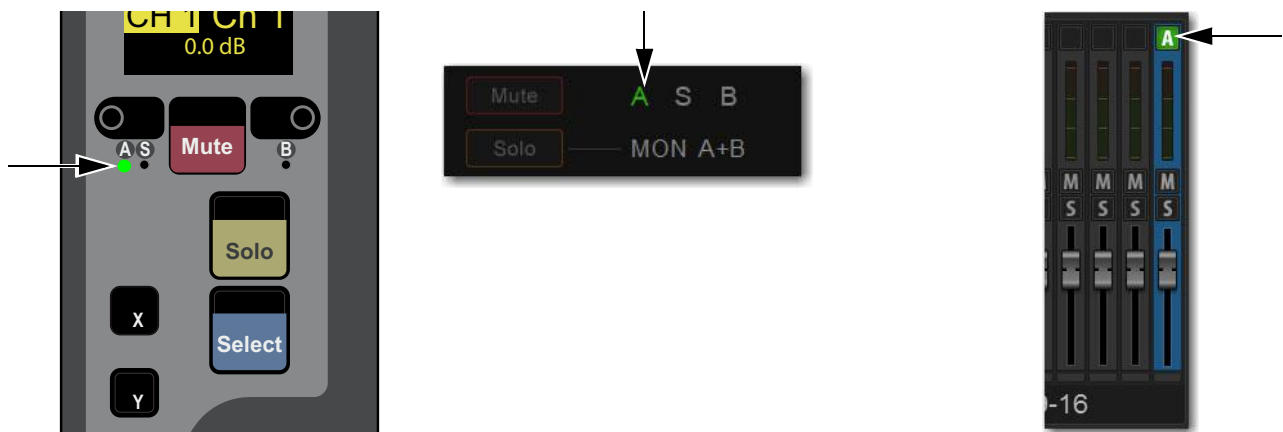 CH 1 Ch 1
0.0 dB
A S
Mute
B
Solo
X
Select
Y
Mute A S B
Solo MON A+B
A
M M M M
S S S S
-16